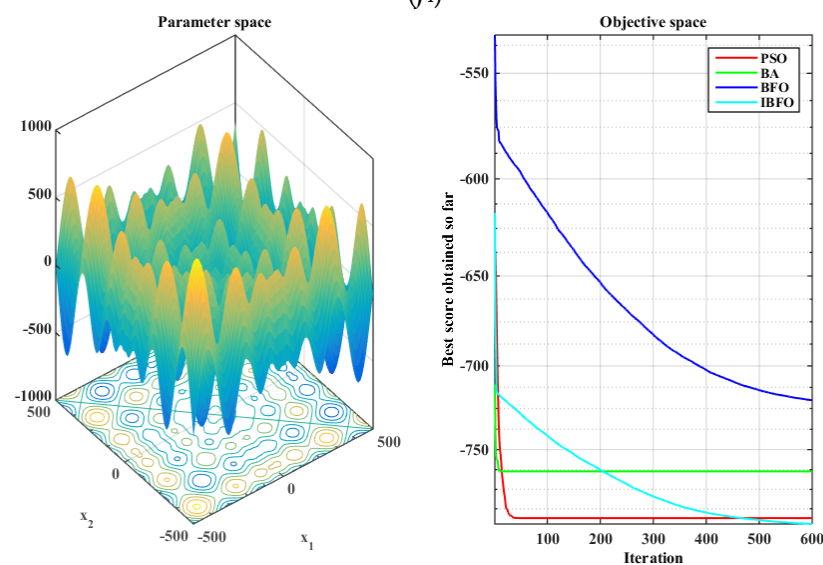 Parameter space
1000
500
0
-500
-1000
500
0
-500
x2
-500
0
500
x1
Objective space
PSO
BA
BFO
IBFO
Best score obtained so far
-550
-600
-650
-700
-750
100
200
300
400
500
600
Iteration